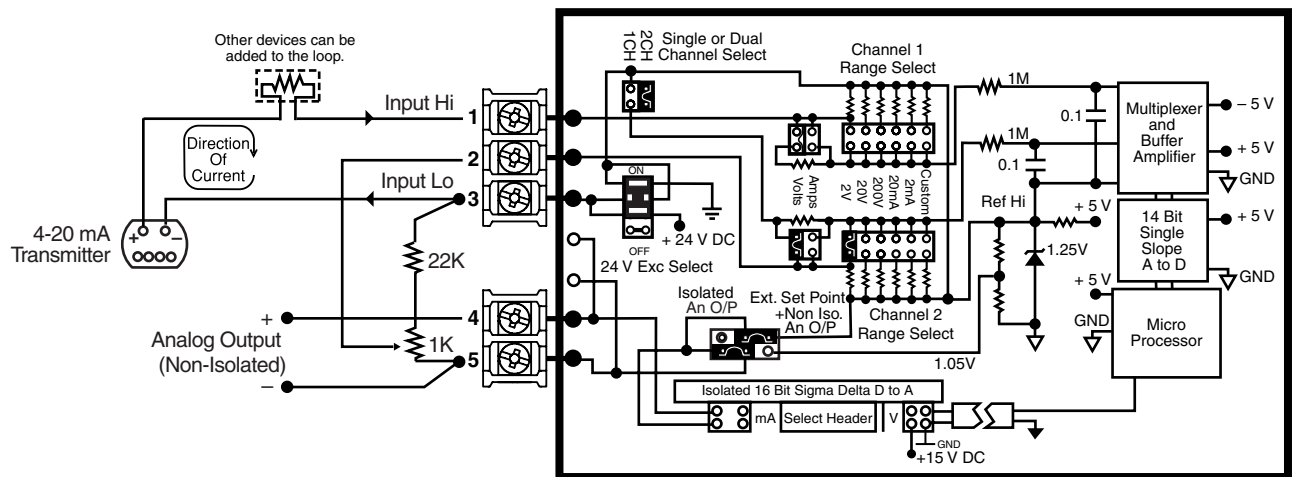 Other devices can be
added to the loop.
Input Hi
Direction
Of
Current
Input Lo
+
–
4-20 mA
Transmitter
22K
1K
+
Analog Output
(Non-Isolated)
–
1
2
3
4
5
1CH
2CH
Single or Dual
Channel Select
ON
OFF
24 V Exc Select
+ 24 V DC
Channel 1
Range Select
Volts
Amps
2V
20V
200V
20mA
2mA
Custom
Channel 2
Range Select
Isolated
An O/P
Ext. Set Point
+Non Iso.
An O/P
1.05V
1M
0.1
1M
0.1
Ref Hi
+ 5 V
1.25V
Multiplexer
and
Buffer
Amplifier
– 5 V
+ 5 V
GND
14 Bit
Single
Slope
A to D
+ 5 V
GND
+ 5 V
GND
Micro
Processor
Isolated 16 Bit Sigma Delta D to A
mA
Select Header
V
GND
+15 V DC